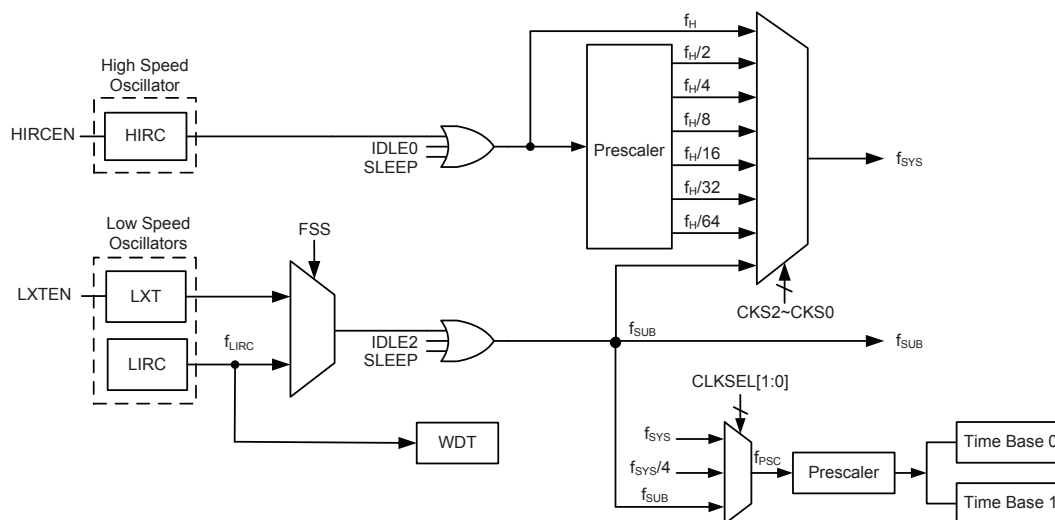 High Speed
Oscillator
HIRCEN
HIRC
IDLE0
SLEEP
Prescaler
fH
fH/2
fH/4
fH/8
fH/16
fH/32
fH/64
fSYS
CKS2~CKS0
Low Speed
Oscillators
LXTEN
LXT
LIRC
fLIRC
FSS
IDLE2
SLEEP
fSUB
fSUB
WDT
CLKSEL[1:0]
fSYS
fSYS/4
fSUB
fPSC
Prescaler
Time Base 0
Time Base 1